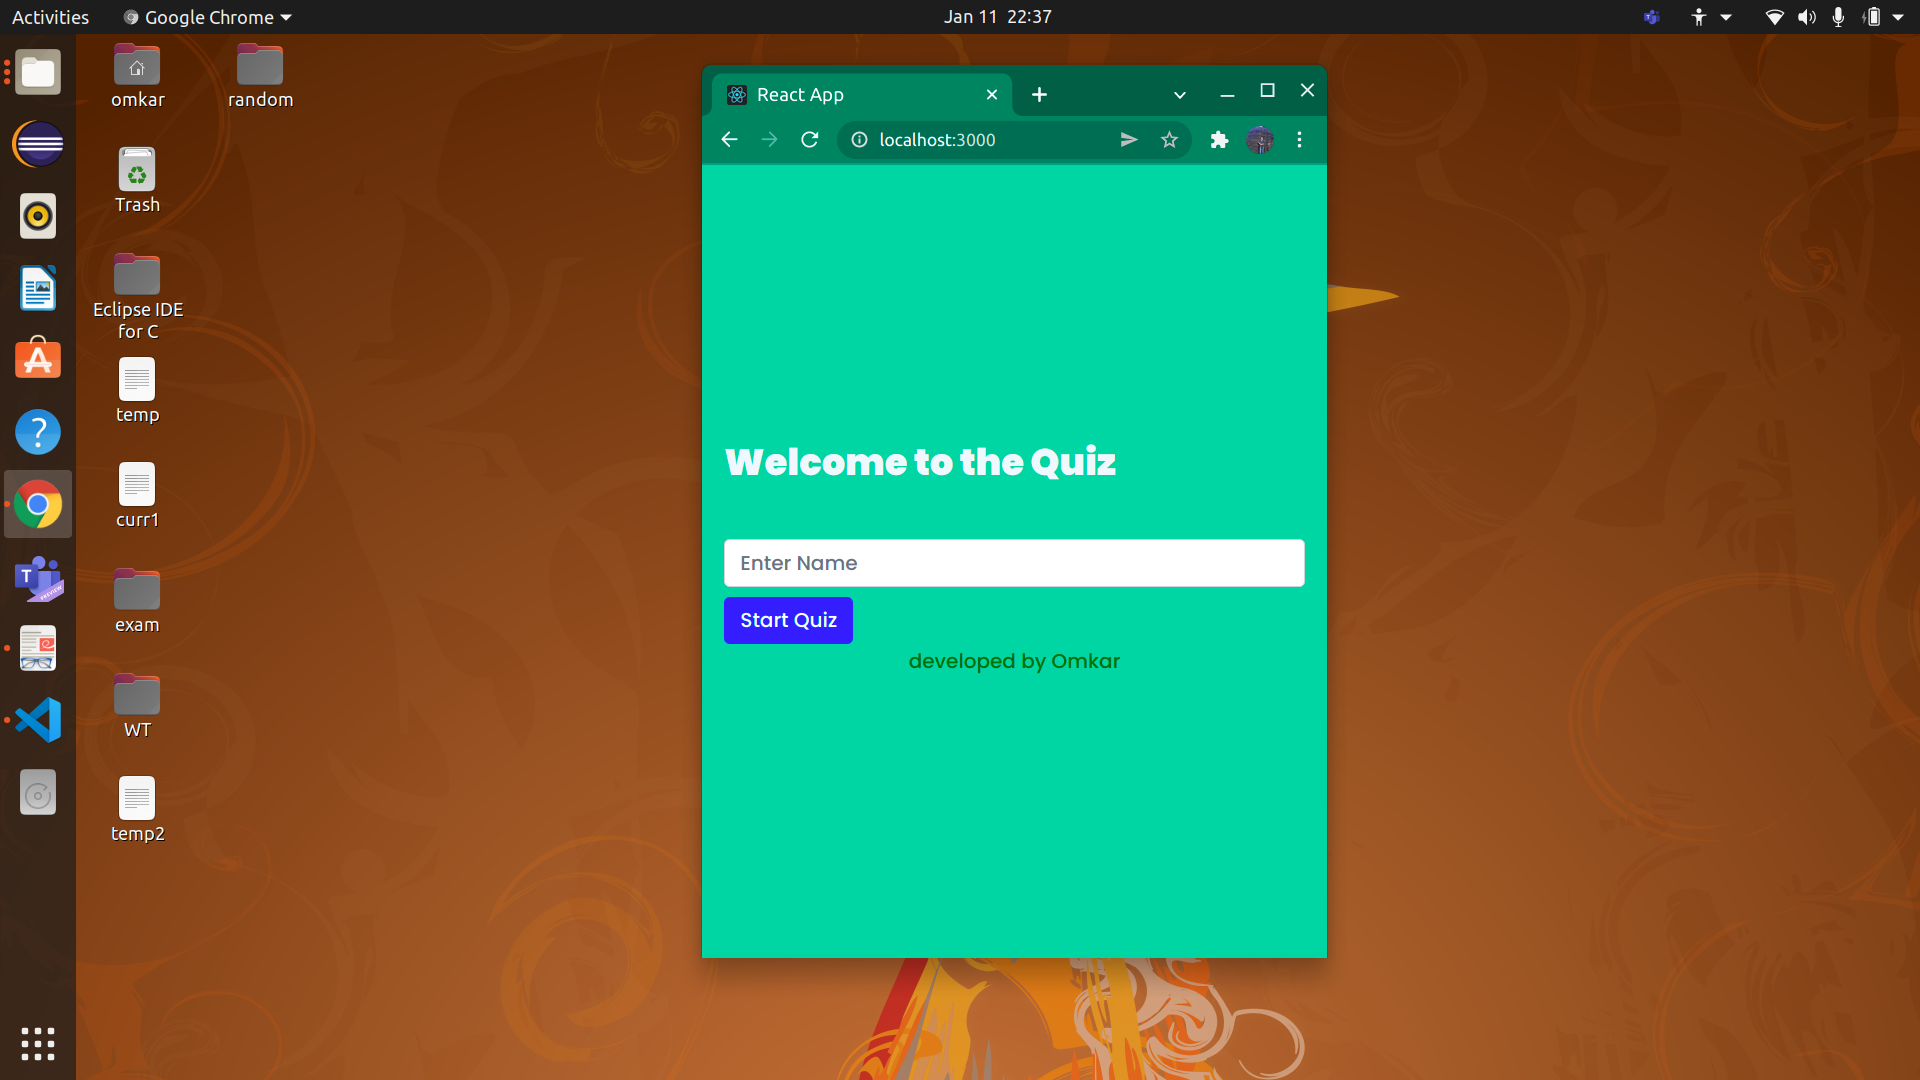 Activities
Google Chrome
Jan 11 22:37
omkar
random
Trash
Eclipse IDE
for C
temp
curr1
exam
WT
temp2
React App
localhost:3000
Welcome to the Quiz
Enter Name
Start Quiz
developed by Omkar
T
PREVIEW